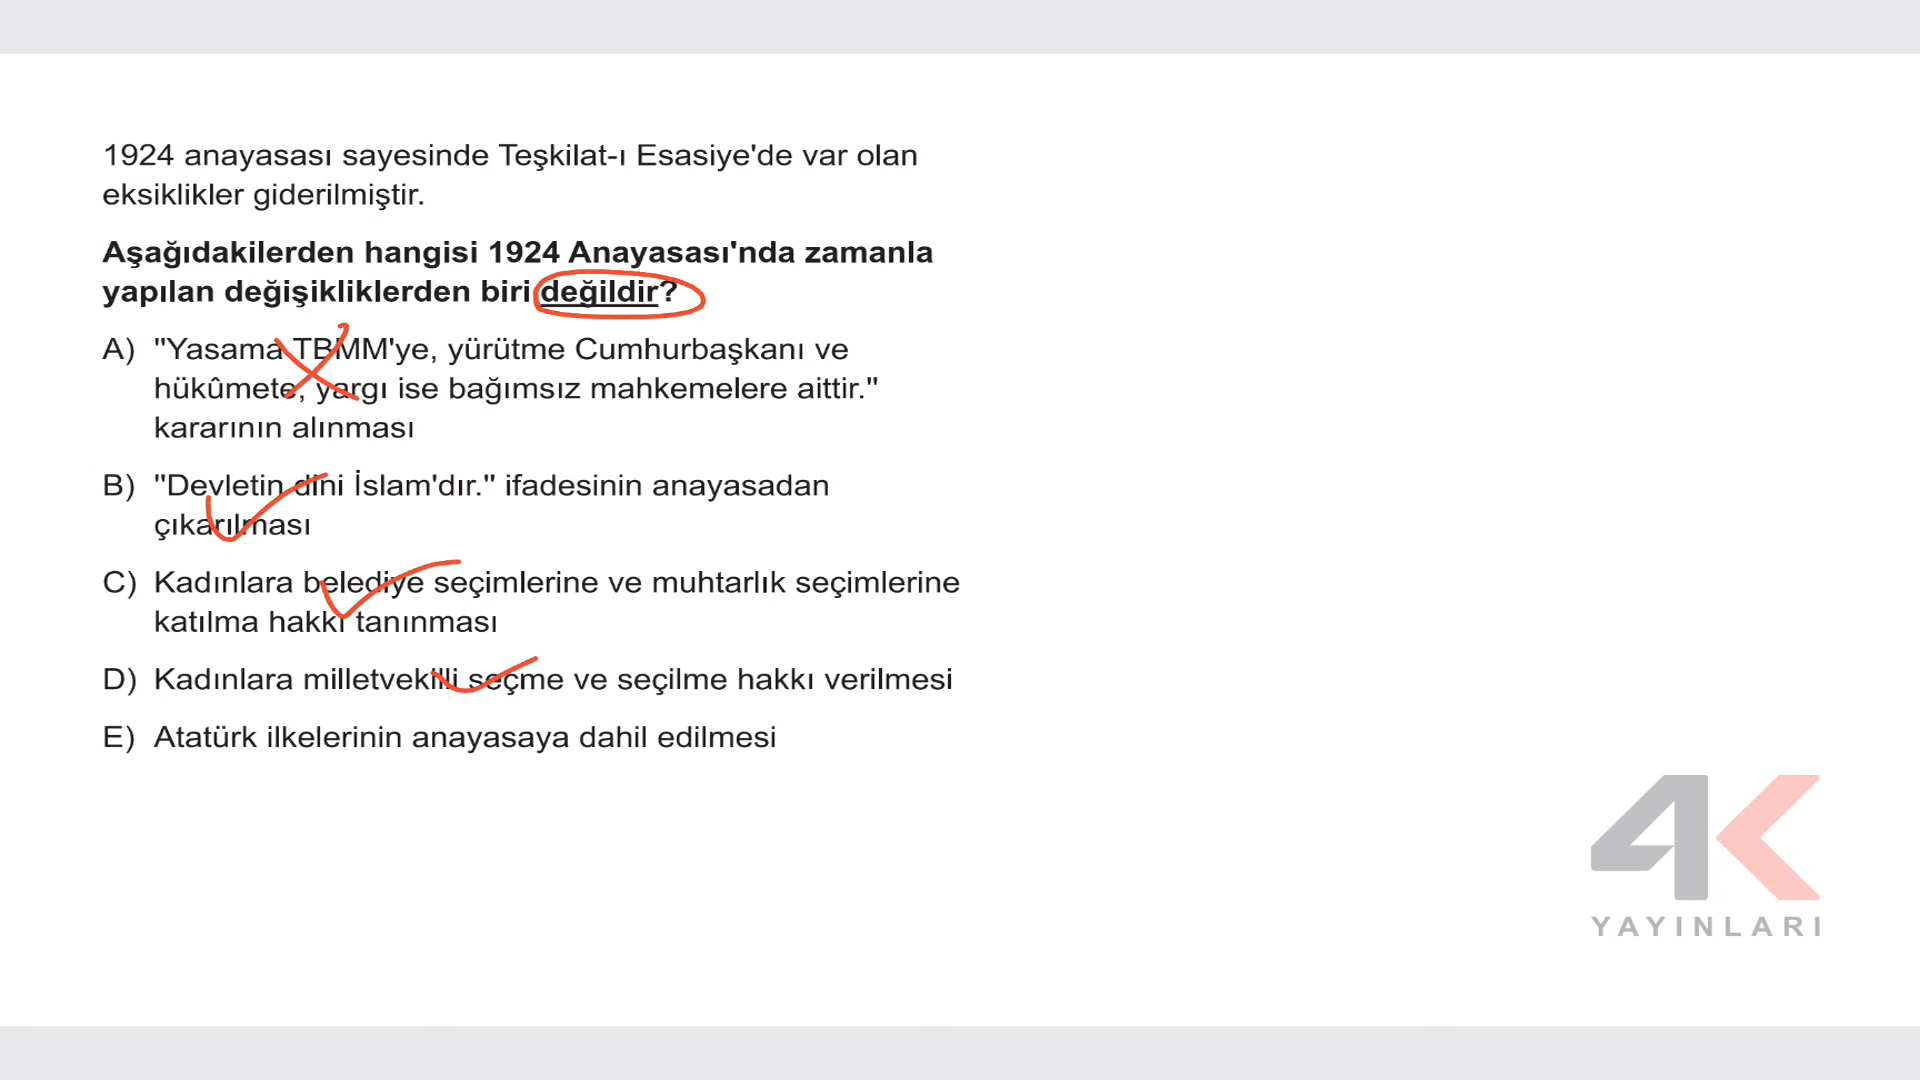 1924 anayasası sayesinde Teşkilat-ı Esasiye'de var olan
eksiklikler giderilmiştir.
Aşağıdakilerden hangisi 1924 Anayasası'nda zamanla
yapılan değişikliklerden biri değildir?
A) "Yasama TBMM'ye, yürütme Cumhurbaşkanı ve
hükûmete, yargı ise bağımsız mahkemelere aittir."
kararının alınması
B) "Devletin dini İslam'dır." ifadesinin anayasadan
çıkarılması
C) Kadınlara belediye seçimlerine ve muhtarlık seçimlerine
katılma hakkı tanınması
D) Kadınlara milletvekilli seçme ve seçilme hakkı verilmesi
E) Atatürk ilkelerinin anayasaya dahil edilmesi
4K
YAYINLARI